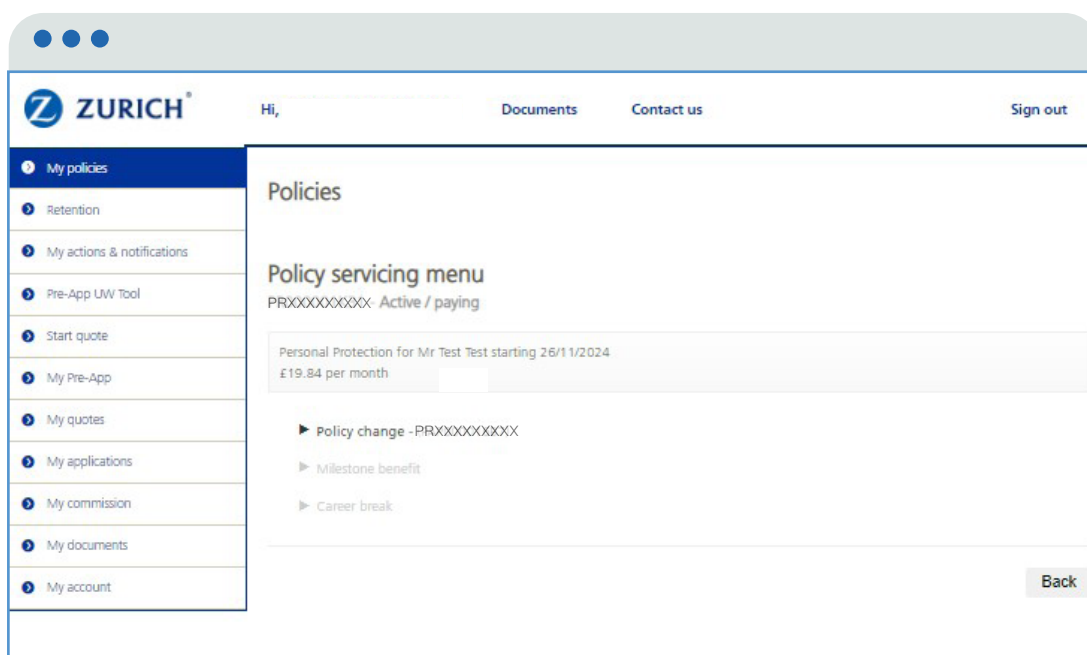 ZURICH®
Hi,
Documents
Contact us
Sign out
My policies
Retention
My actions & notifications
Pre-App UW Tool
Start quote
My Pre-App
My quotes
My applications
My commission
My documents
My account
Policies
Policy servicing menu
PRXXXXXXXXX- Active / paying
Personal Protection for Mr Test Test starting 26/11/2024
£19.84 per month
Policy change - PRXXXXXXXXX
Milestone benefit
Career break
Back